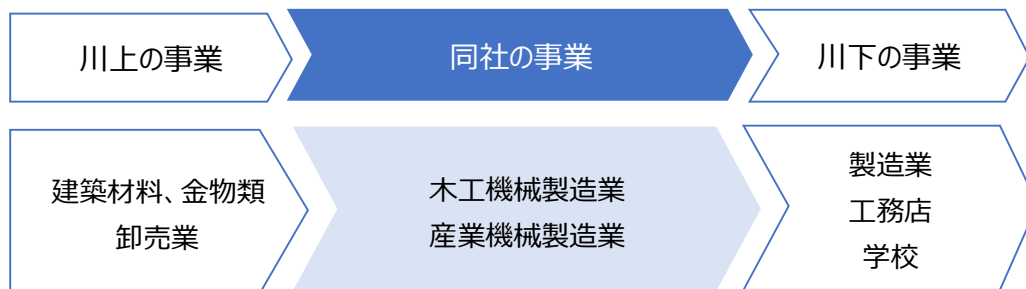 川上の事業
同社の事業
川下の事業
建築材料、金物類
卸売業
木工機械製造業
産業機械製造業
製造業
工務店
学校